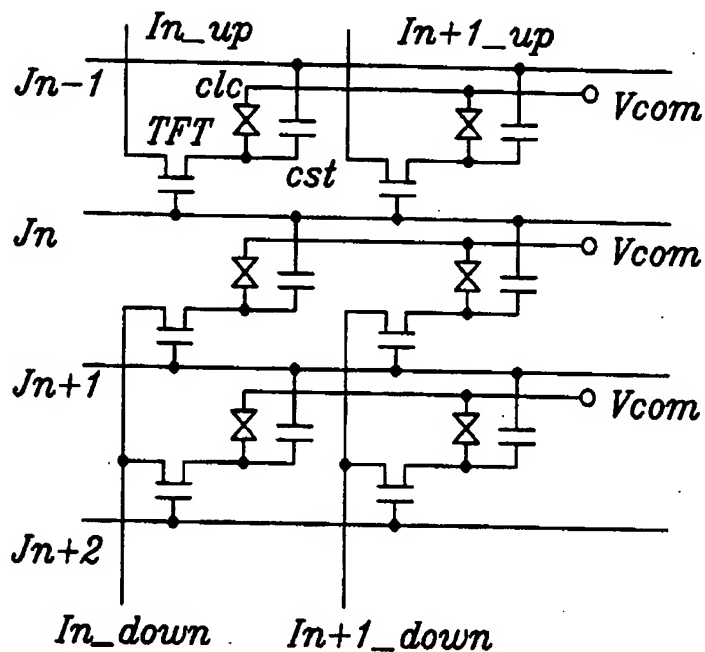 In_up
In+1_up
Jn-1
clc
Vcom
TFT
cst
Jn
Vcom
Jn+1
Vcom
Jn+2
In_down
In+1_down